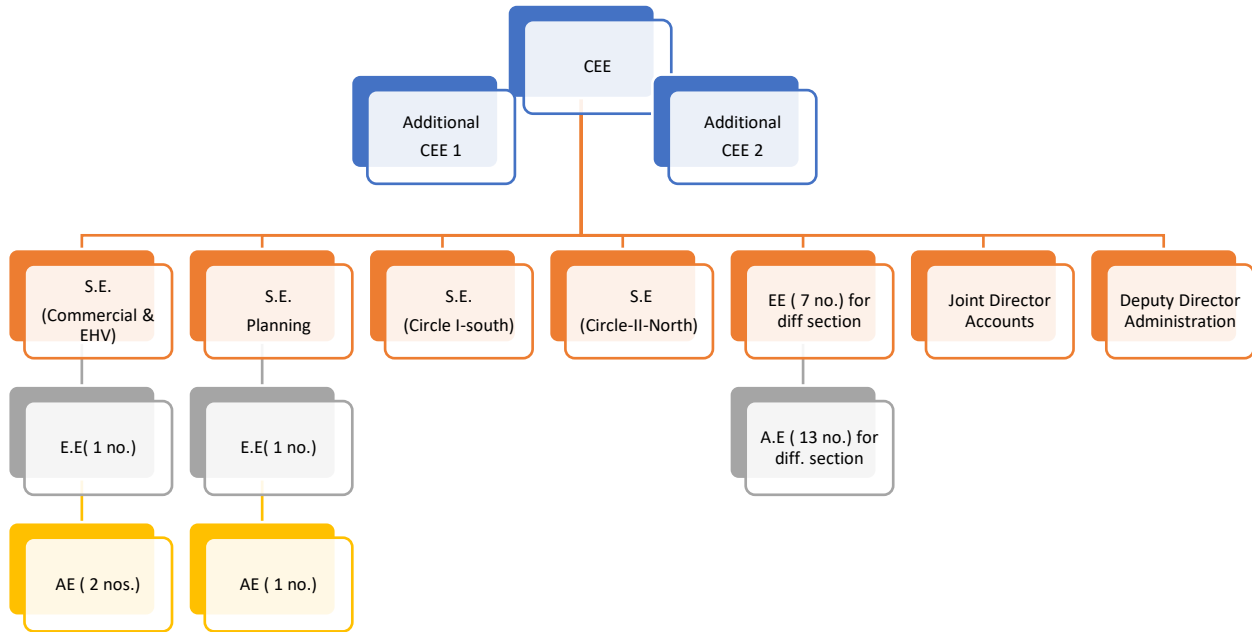 CEE
Additional
CEE 1
Additional
CEE 2
S.E.
(Commercial &
EHV)
S.E.
Planning
S.E.
(Circle I-south)
S.E
(Circle-II-North)
EE ( 7 no.) for
diff section
Joint Director
Accounts
Deputy Director
Administration
E.E( 1 no.)
E.E( 1 no.)
A.E ( 13 no.) for
diff. section
AE ( 2 nos.)
AE ( 1 no.)